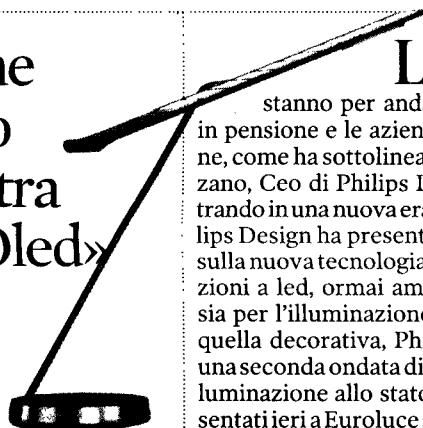 ne
o
tra
Oled»
L
stanno per and
in pensione e le azien
ne, come ha sottolinea
zano, Ceo di Philips L
trando in una nuova era
lips Design ha present
sulla nuova tecnologia
zioni a led, ormai am
sia per l'illuminazione
quella decorativa, Ph
una seconda ondata di
luminazione allo stato
sentati ieri a Euroluce